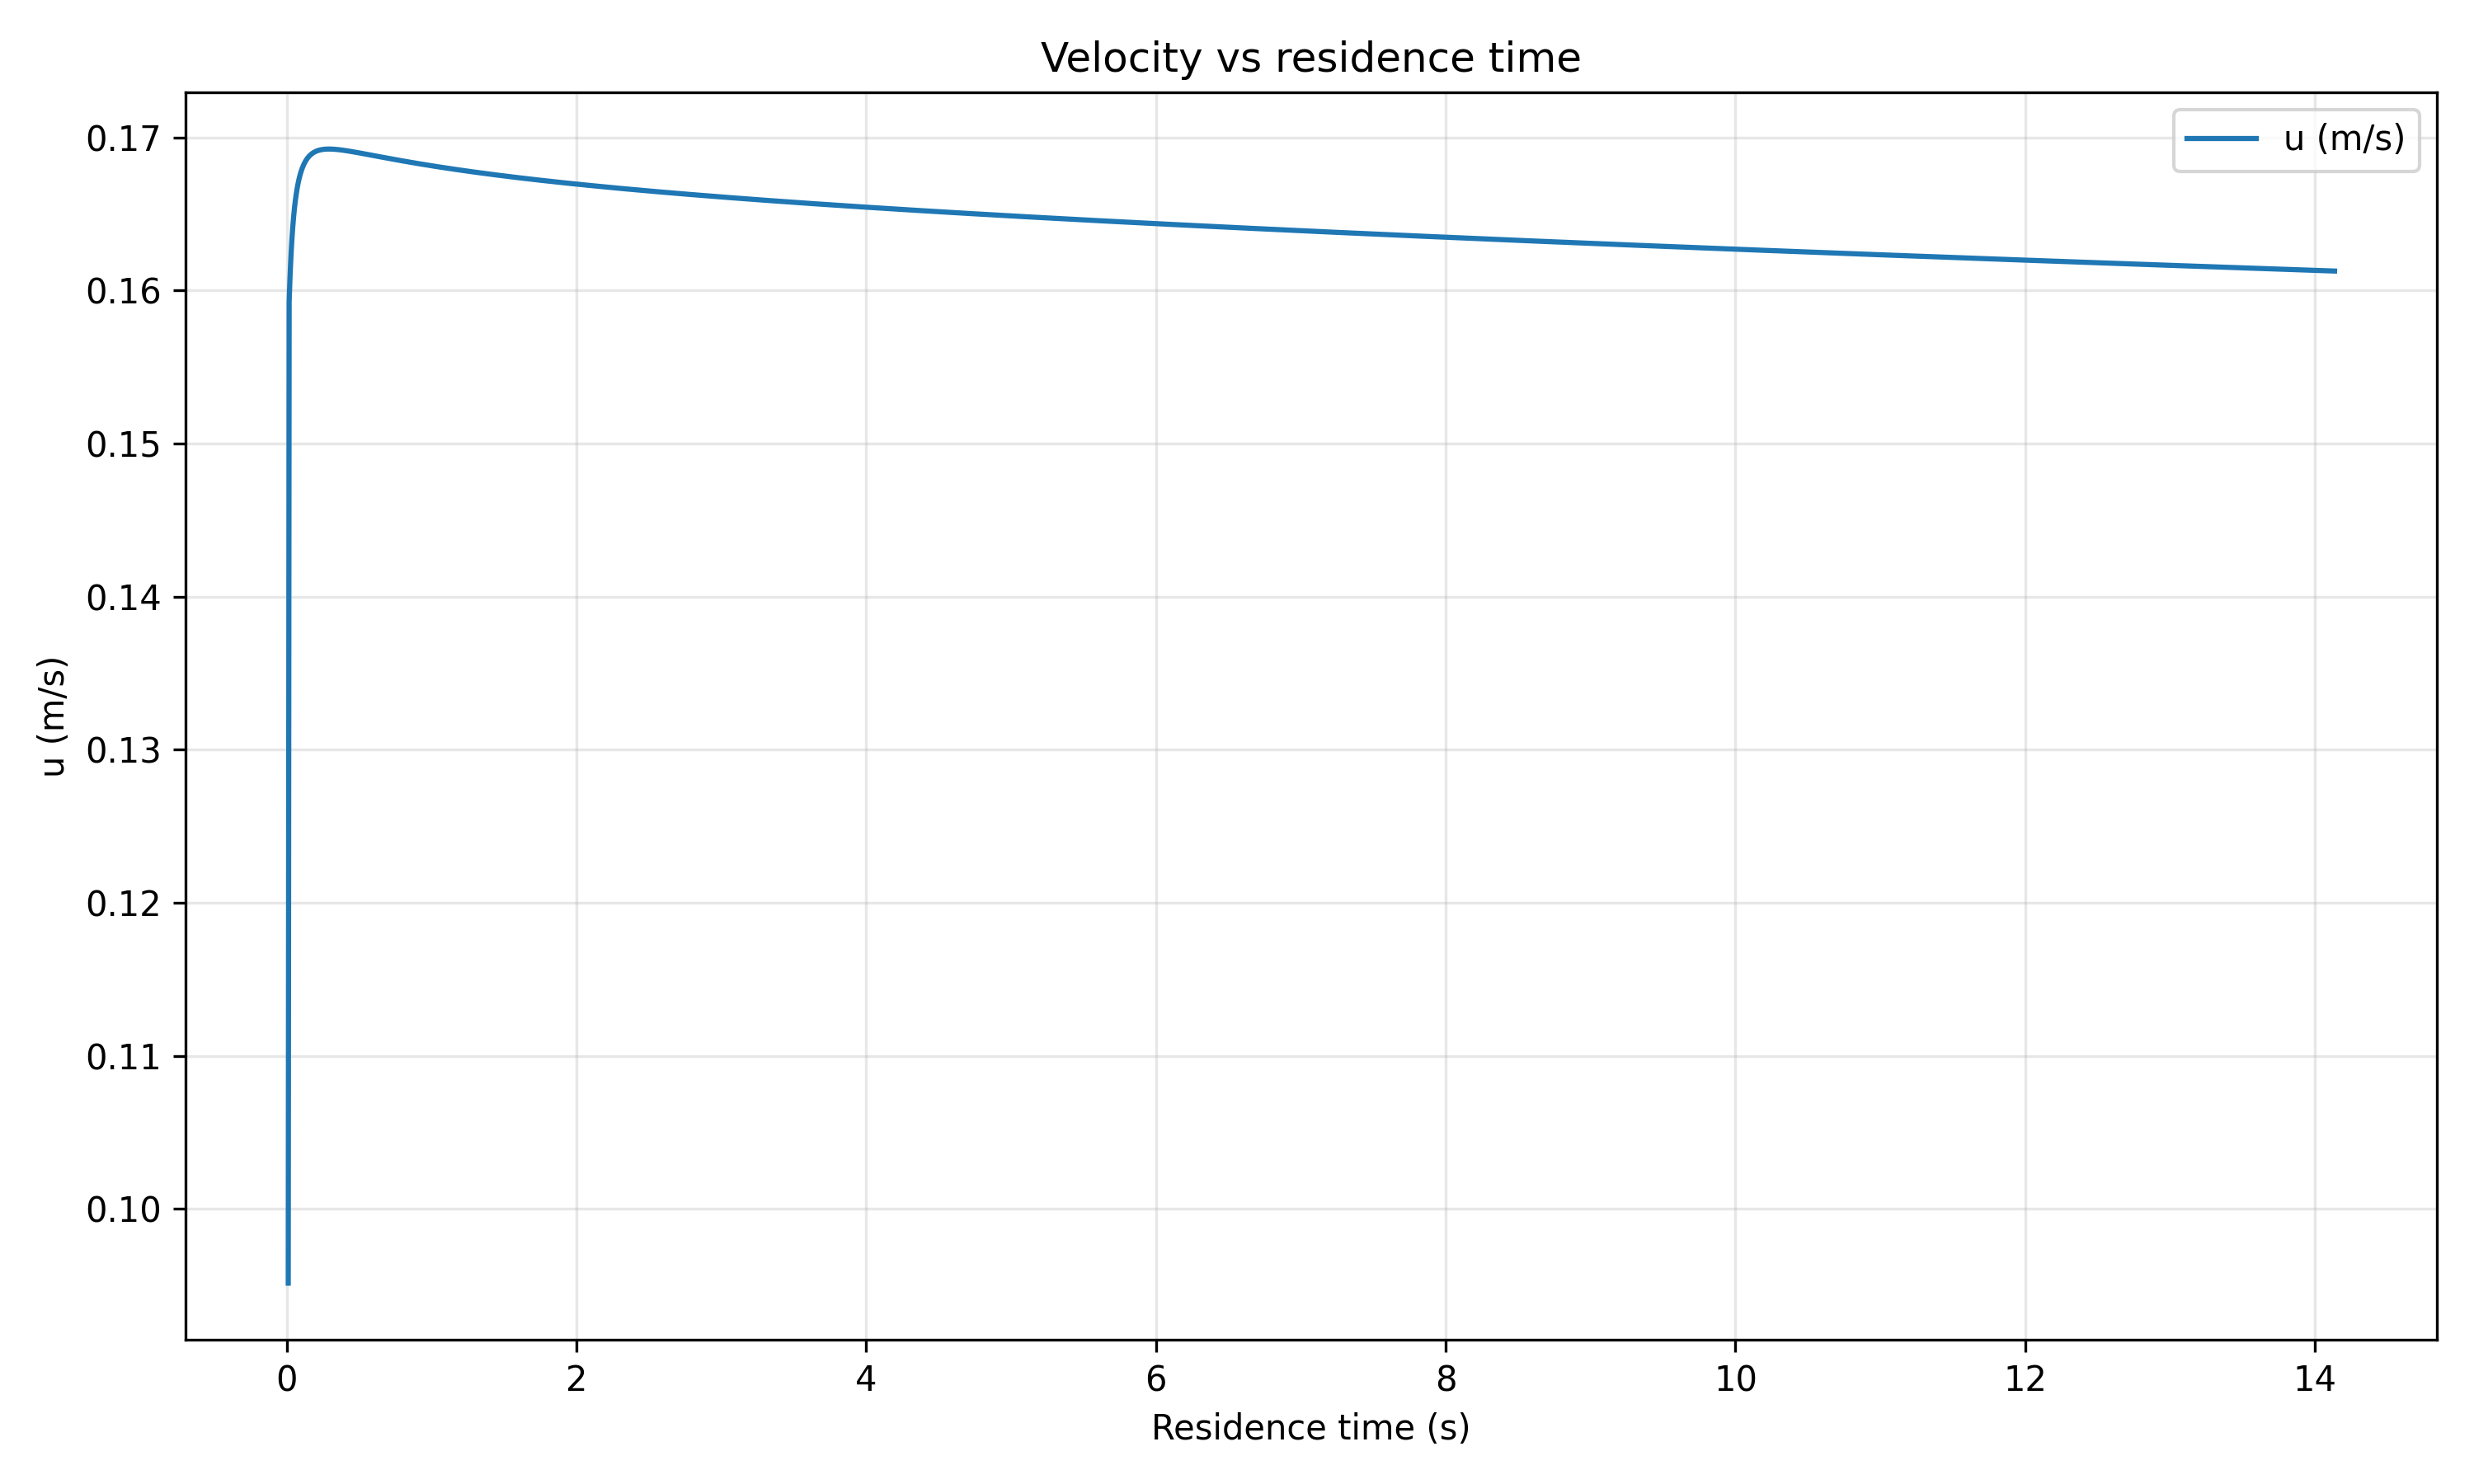 Velocity vs residence time
u (m/s)
0.17
0.16
0.15
0.14
0.13
0.12
0.11
0.10
u (m/s)
0 2 4 6 8 10 12 14
Residence time (s)